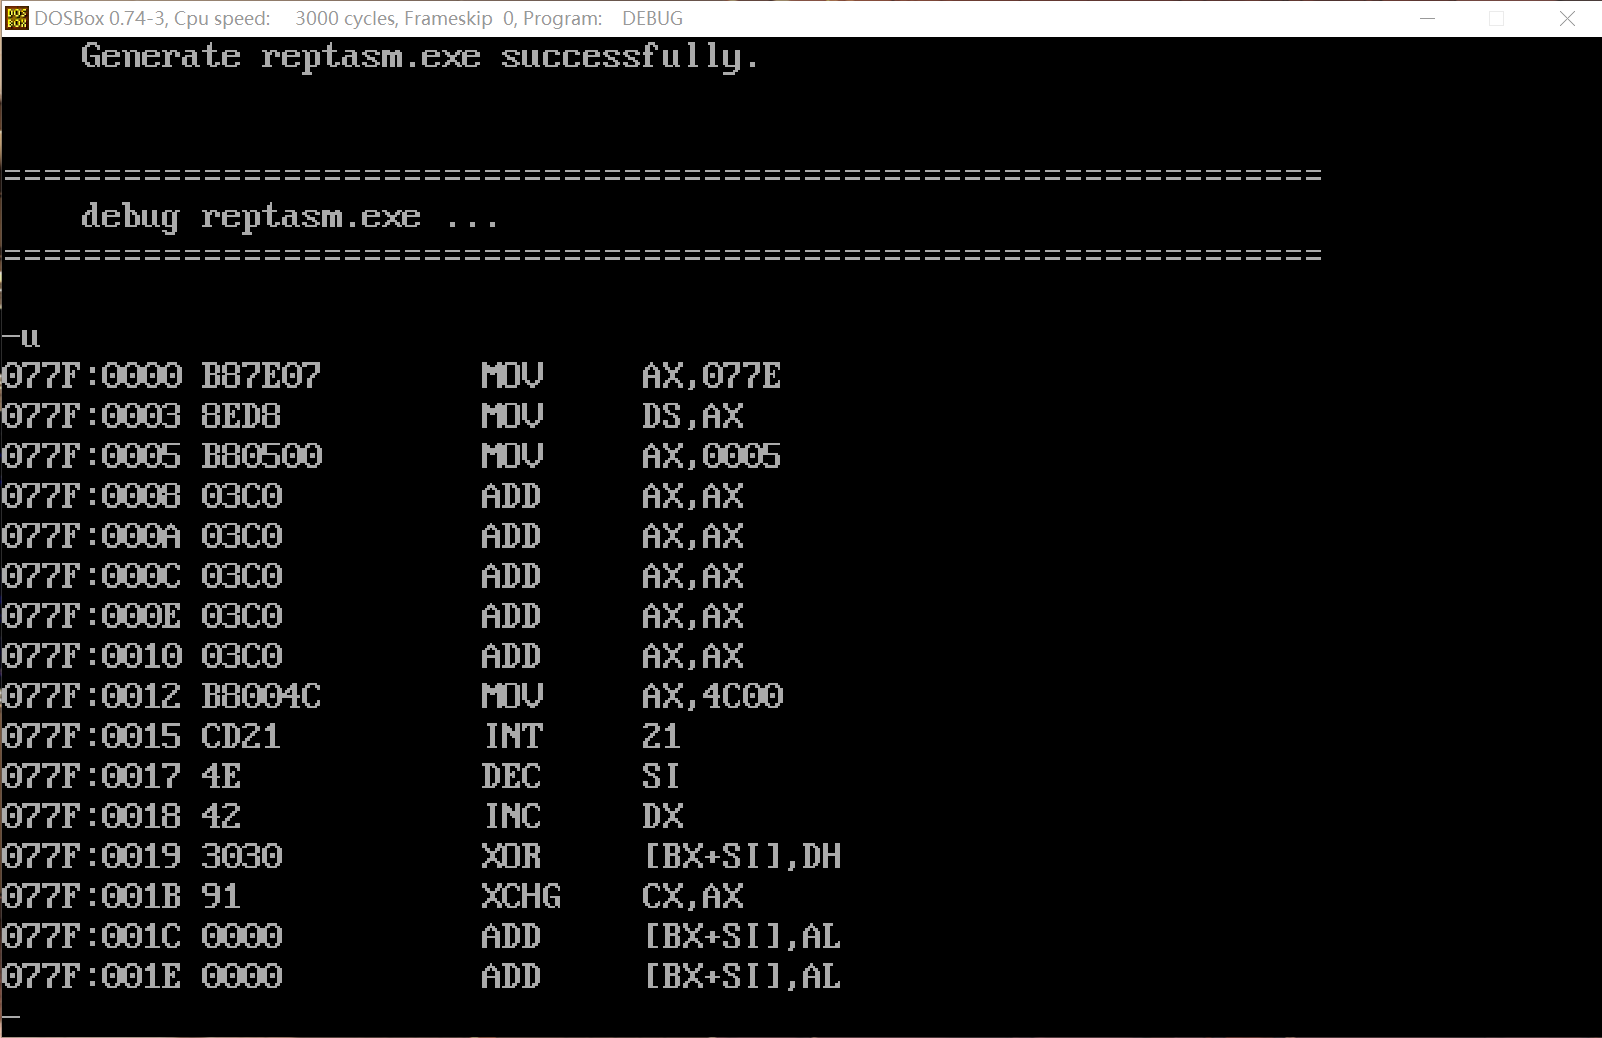 DOS BOX DOSBox 0.74-3, Cpu speed: 3000 cycles, Frameskip 0, Program: DEBUG
Generate reptasm.exe successfully.
==================================================================
debug reptasm.exe ...
==================================================================
-u
077F:0000 B87E07 MOV AX,077E
077F:0003 8ED8 MOV DS,AX
077F:0005 B80500 MOV AX,0005
077F:0008 03C0 ADD AX,AX
077F:000A 03C0 ADD AX,AX
077F:000C 03C0 ADD AX,AX
077F:000E 03C0 ADD AX,AX
077F:0010 03C0 ADD AX,AX
077F:0012 B8004C MOV AX,4C00
077F:0015 CD21 INT 21
077F:0017 4E DEC SI
077F:0018 42 INC DX
077F:0019 3030 XOR [BX+SI],DH
077F:001B 91 XCHG CX,AX
077F:001C 0000 ADD [BX+SI],AL
077F:001E 0000 ADD [BX+SI],AL